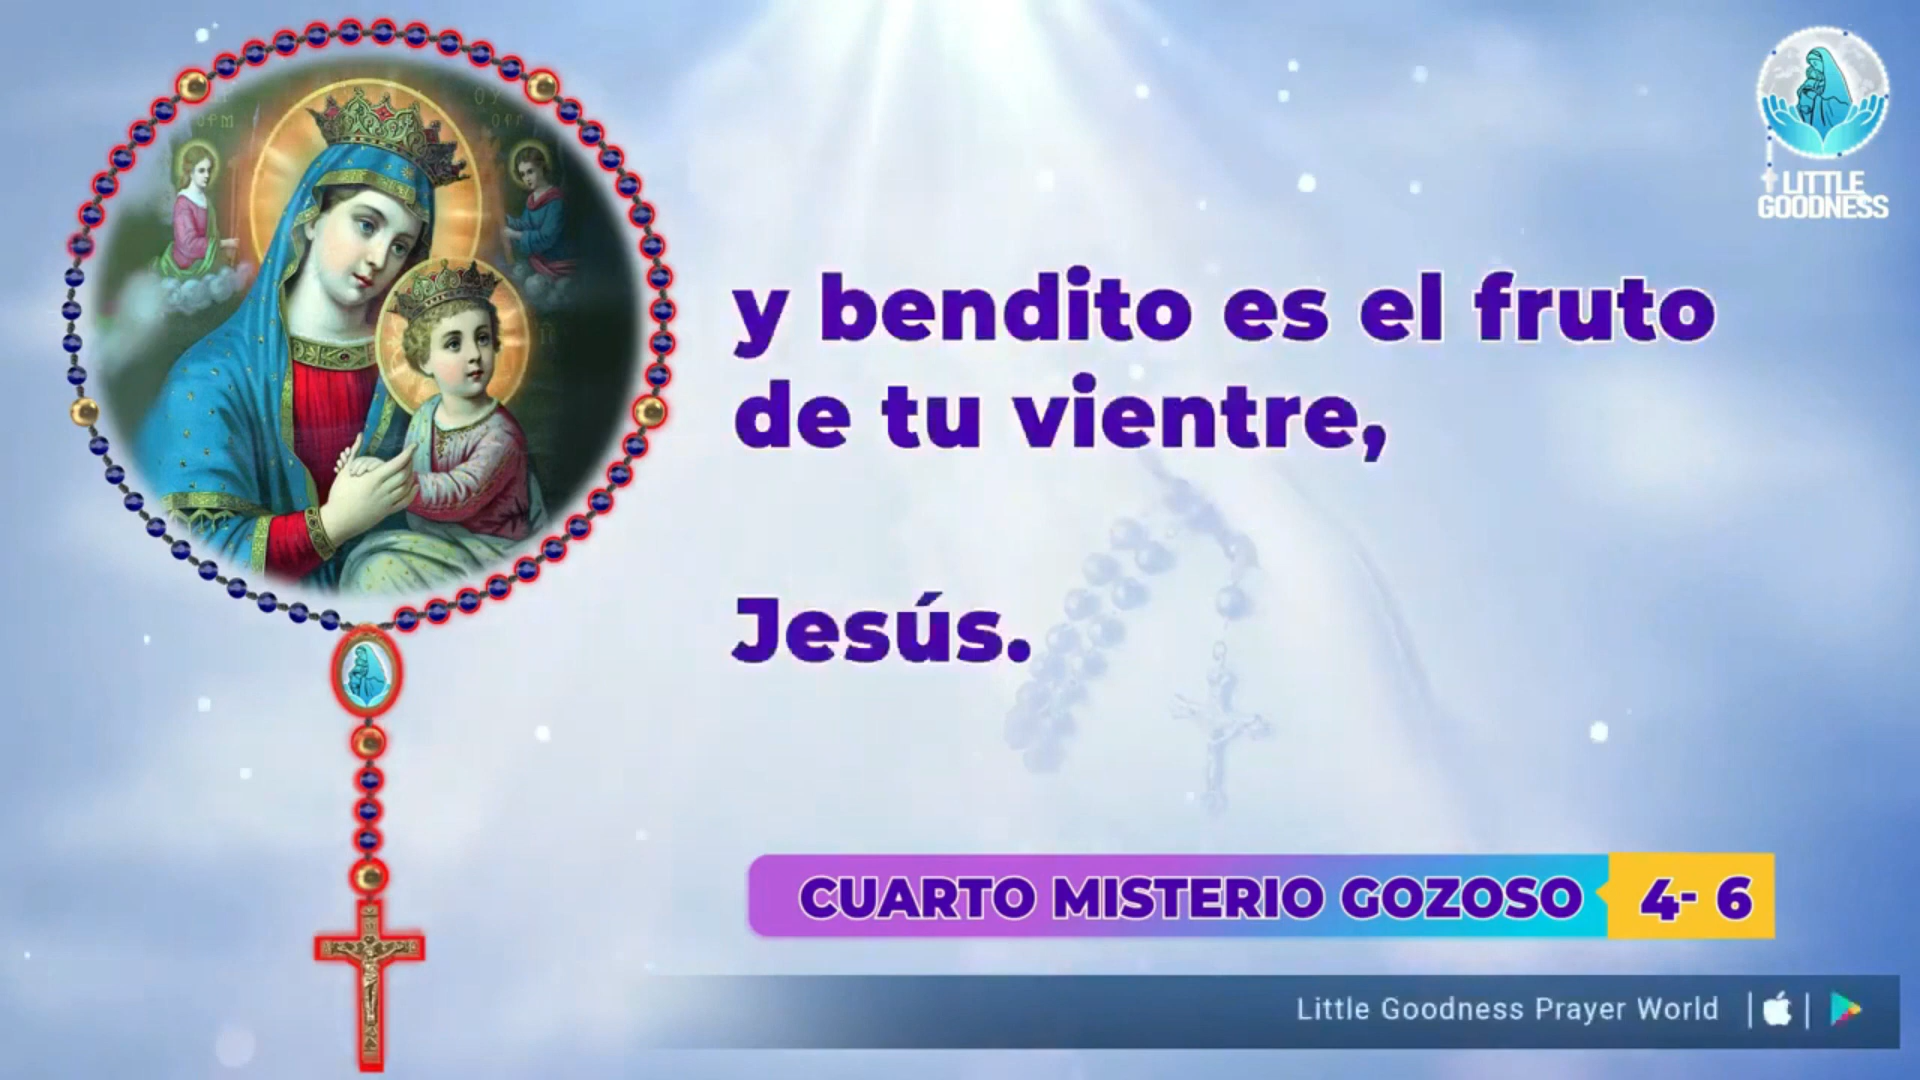 LITTLE
GOODNESS
y bendito es el fruto
de tu vientre,
Jesús.
CUARTO MISTERIO GOZOSO 4- 6
Little Goodness Prayer World